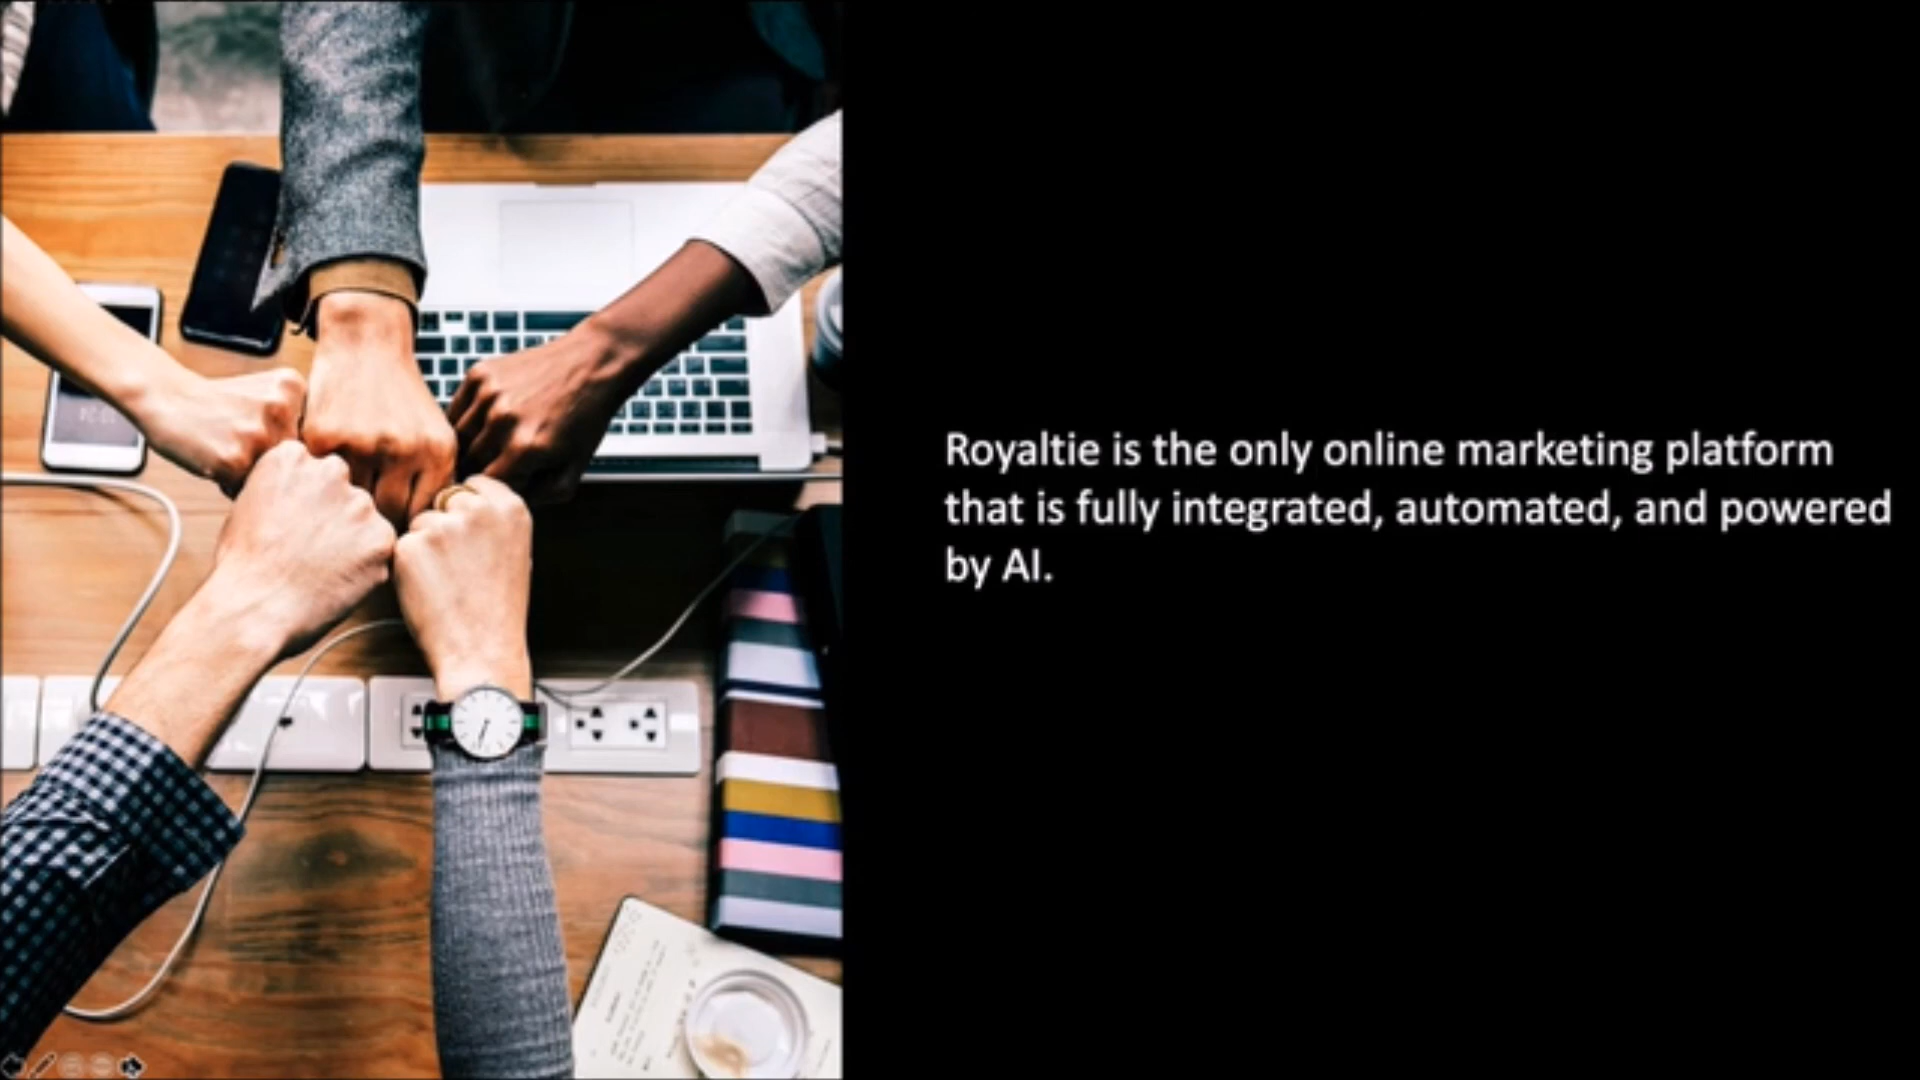 Royaltie is the only online marketing platform
that is fully integrated, automated, and powered
by AI.